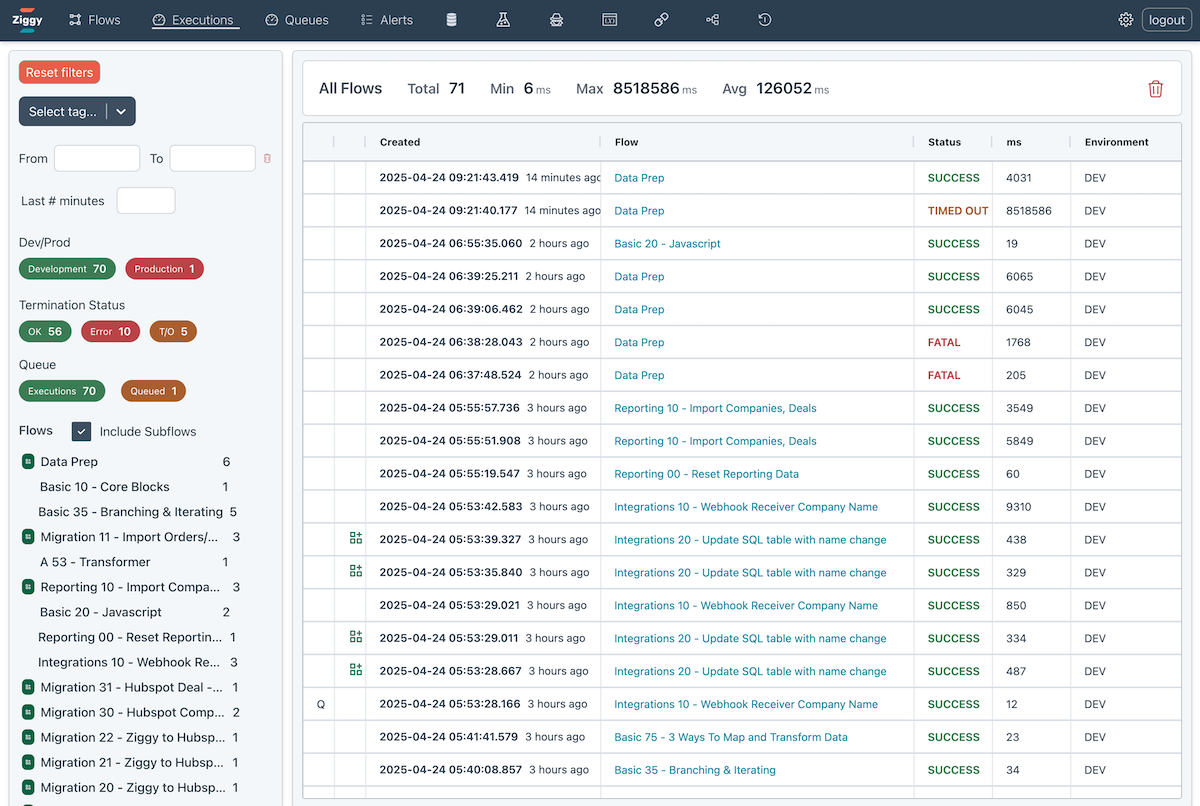 Ziggy Flows Executions Queues Alerts logout
Reset filters
Select tag...
From To
Last # minutes
Dev/Prod
Development 70 Production 1
Termination Status
OK 56 Error 10 T/O 5
Queue
Executions 70 Queued 1
Flows Include Subflows
Data Prep 6
Basic 10 - Core Blocks 1
Basic 35 - Branching & Iterating 5
Migration 11 - Import Orders/... 3
A 53 - Transformer 1
Reporting 10 - Import Compa... 3
Basic 20 - Javascript 2
Reporting 00 - Reset Reportin... 1
Integrations 10 - Webhook Re... 3
Migration 31 - Hubspot Deal -... 1
Migration 30 - Hubspot Comp... 2
Migration 22 - Ziggy to Hubsp... 1
Migration 21 - Ziggy to Hubsp... 1
Migration 20 - Ziggy to Hubsp... 1
All Flows Total 71 Min 6 ms Max 8518586 ms Avg 126052 ms
Created Flow Status ms Environment
2025-04-24 09:21:43.419 14 minutes ago Data Prep SUCCESS 4031 DEV
2025-04-24 09:21:40.177 14 minutes ago Data Prep TIMED OUT 8518586 DEV
2025-04-24 06:55:35.060 2 hours ago Basic 20 - Javascript SUCCESS 19 DEV
2025-04-24 06:39:25.211 2 hours ago Data Prep SUCCESS 6065 DEV
2025-04-24 06:39:06.462 2 hours ago Data Prep SUCCESS 6045 DEV
2025-04-24 06:38:28.043 2 hours ago Data Prep FATAL 1768 DEV
2025-04-24 06:37:48.524 2 hours ago Data Prep FATAL 205 DEV
2025-04-24 05:55:57.736 3 hours ago Reporting 10 - Import Companies, Deals SUCCESS 3549 DEV
2025-04-24 05:55:51.908 3 hours ago Reporting 10 - Import Companies, Deals SUCCESS 5849 DEV
2025-04-24 05:55:19.547 3 hours ago Reporting 00 - Reset Reporting Data SUCCESS 60 DEV
2025-04-24 05:53:42.583 3 hours ago Integrations 10 - Webhook Receiver Company Name SUCCESS 9310 DEV
2025-04-24 05:53:39.327 3 hours ago Integrations 20 - Update SQL table with name change SUCCESS 438 DEV
2025-04-24 05:53:35.840 3 hours ago Integrations 20 - Update SQL table with name change SUCCESS 329 DEV
2025-04-24 05:53:29.021 3 hours ago Integrations 10 - Webhook Receiver Company Name SUCCESS 850 DEV
2025-04-24 05:53:29.011 3 hours ago Integrations 20 - Update SQL table with name change SUCCESS 334 DEV
2025-04-24 05:53:28.667 3 hours ago Integrations 20 - Update SQL table with name change SUCCESS 487 DEV
Q 2025-04-24 05:53:28.166 3 hours ago Integrations 10 - Webhook Receiver Company Name SUCCESS 12 DEV
2025-04-24 05:41:41.579 3 hours ago Basic 75 - 3 Ways To Map and Transform Data SUCCESS 23 DEV
2025-04-24 05:40:08.857 3 hours ago Basic 35 - Branching & Iterating SUCCESS 34 DEV